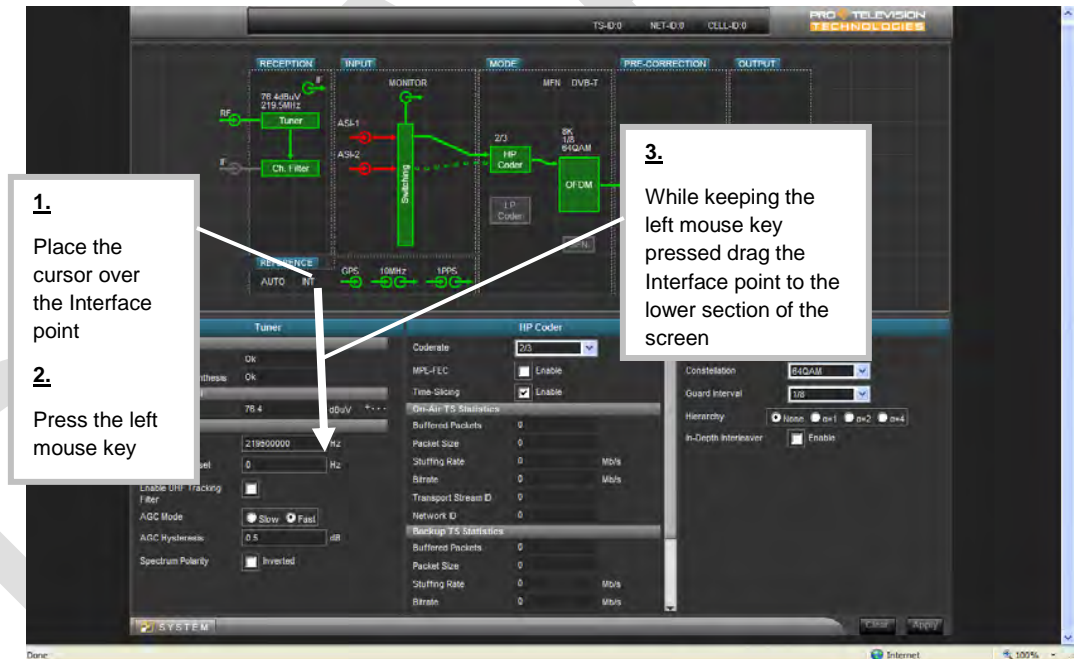 TS-ID:0 NET-ID:0 CELL-ID:0
PRO TELEVISION
TECHNOLOGIES
RECEPTION
INPUT
MODE
PRE-CORRECTION
OUTPUT
IF
MONITOR
MFN DVB-T
76.4dBuV
219.5MHz
RF
Tuner
ASI-1
2/3
8K
1/8
64QAM
HP
Coder
ASI-2
IF
Ch. Filter
Switching
OFDM
LP
Coder
REFERENCE
AUTO INT
GPS 10MHz 1PPS
1.
Place the
cursor over
the Interface
point
2.
Press the left
mouse key
3.
While keeping the
left mouse key
pressed drag the
Interface point to the
lower section of the
screen
Tuner
Ok
Ok
76.4 dBuV
219500000 Hz
0 Hz
Enable UHF Tracking
Filter
AGC Mode Slow Fast
AGC Hysteresis 0.5 dB
Spectrum Polarity Inverted
HP Coder
Coderate 2/3
MPE-FEC Enable
Time-Slicing Enable
On-Air TS Statistics
Buffered Packets 0
Packet Size 0
Stuffing Rate 0 Mb/s
Bitrate 0 Mb/s
Transport Stream ID 0
Network ID 0
Backup TS Statistics
Buffered Packets 0
Packet Size 0
Stuffing Rate 0 Mb/s
Bitrate 0 Mb/s
Constellation 64QAM
Guard Interval 1/8
Hierarchy None α=1 α=2 α=4
In-Depth Interleaver Enable
SYSTEM
Clear Apply
Done
Internet
100%